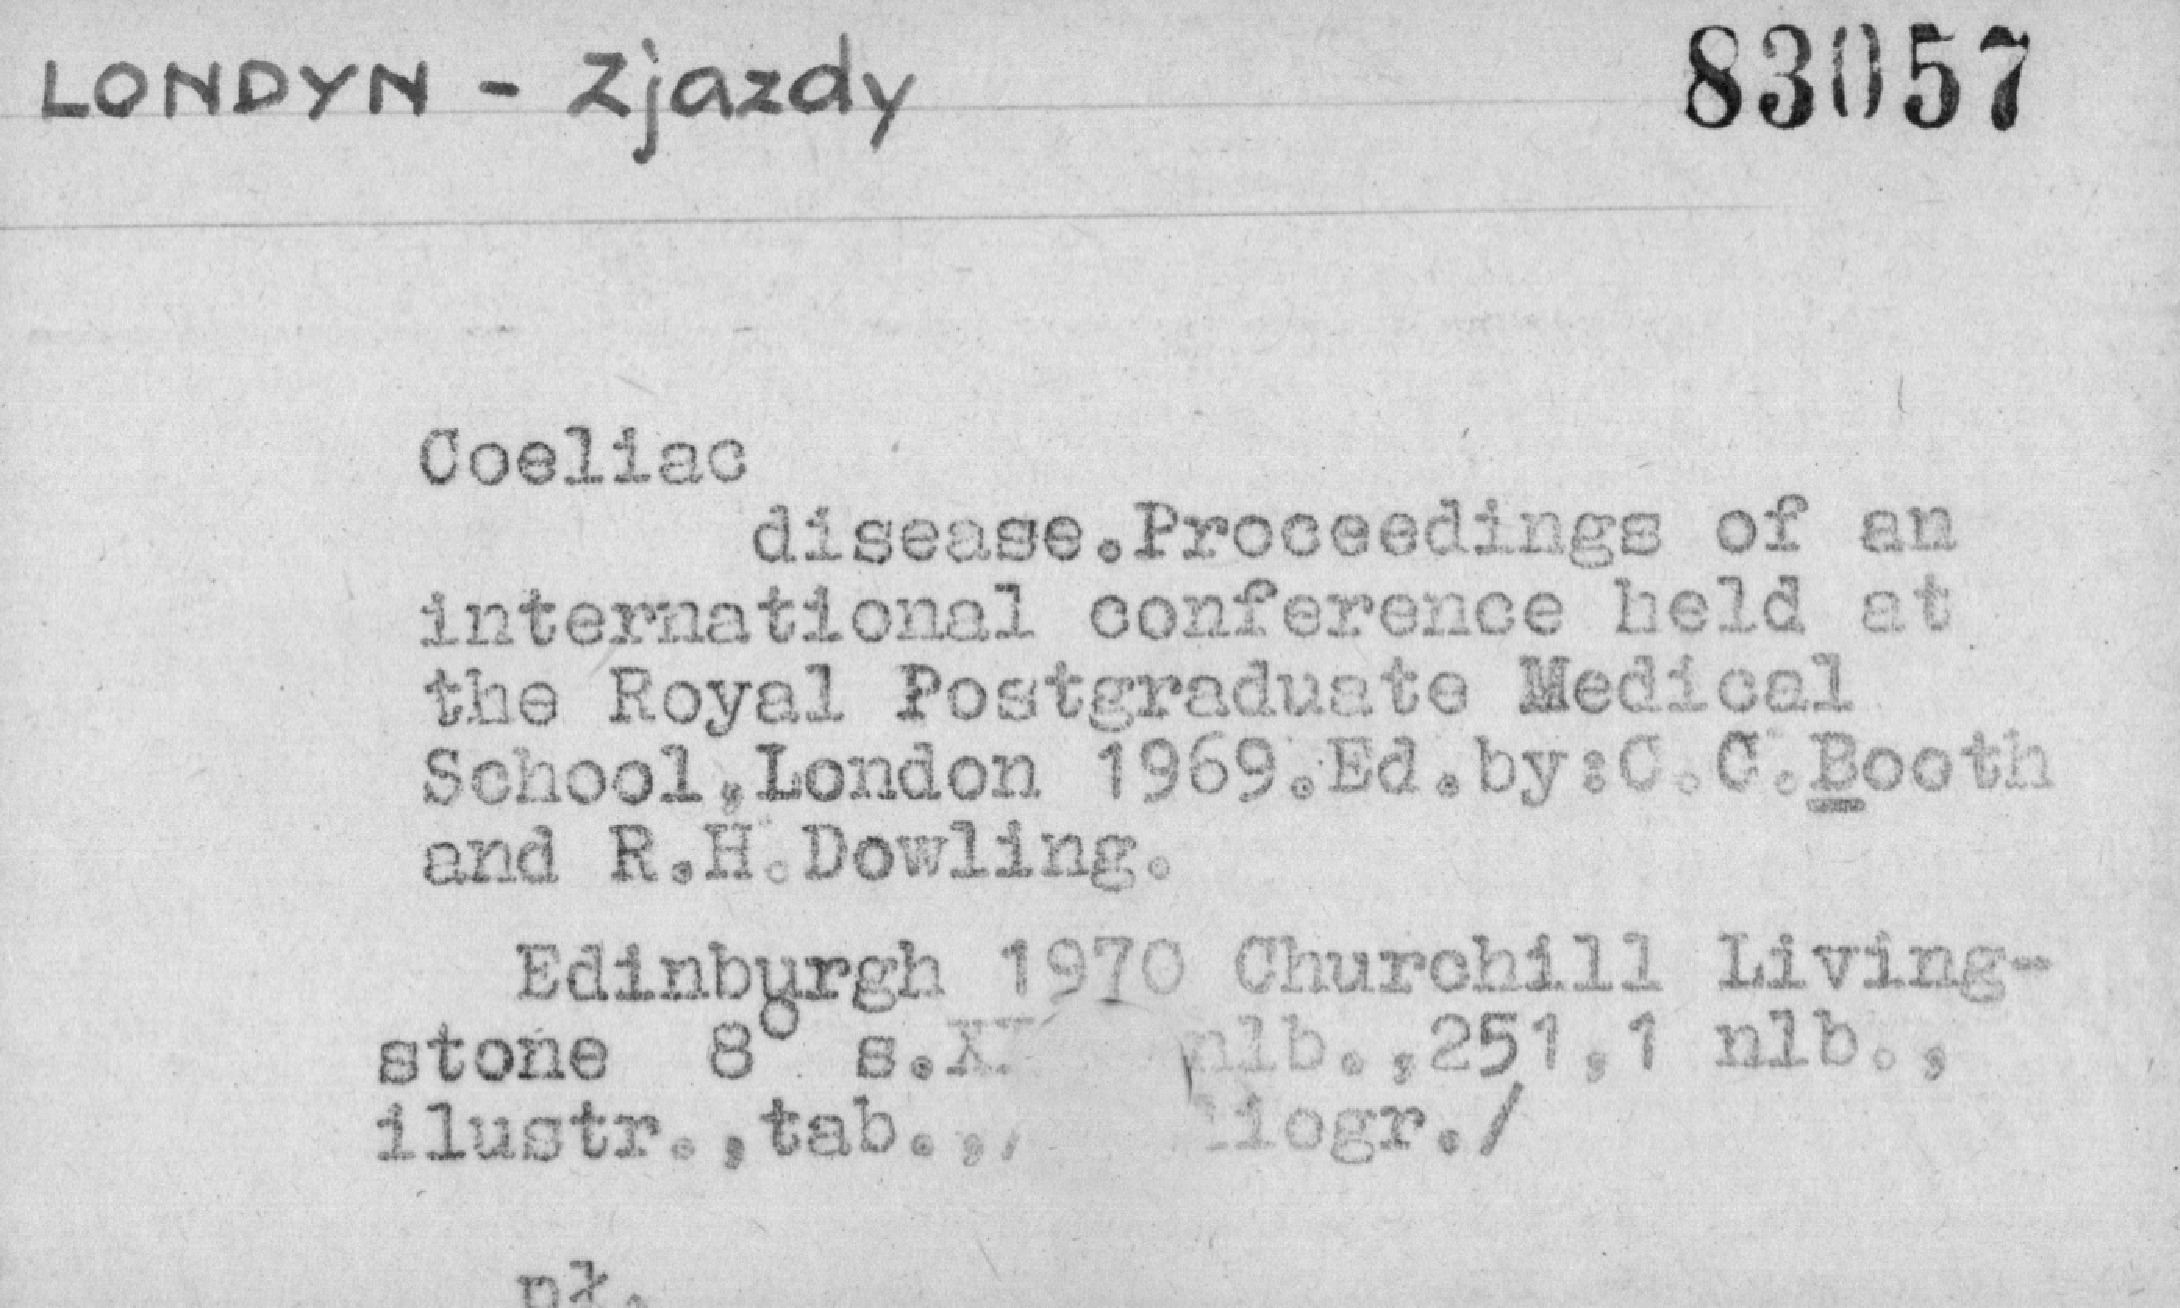 LONDYN - Zjazdy 83057
Coeliac
disease.Proceedings of an
international conference held at
the Royal Postgraduate Medical
School,London 1969.Ed.by:C.C.Booth
and R.H.Dowling.
Edinburgh 1970 Churchill Living-
stone 8° s. nlb.,251,1 nlb.,
ilustr.,tab.,/ iogr./
pł.